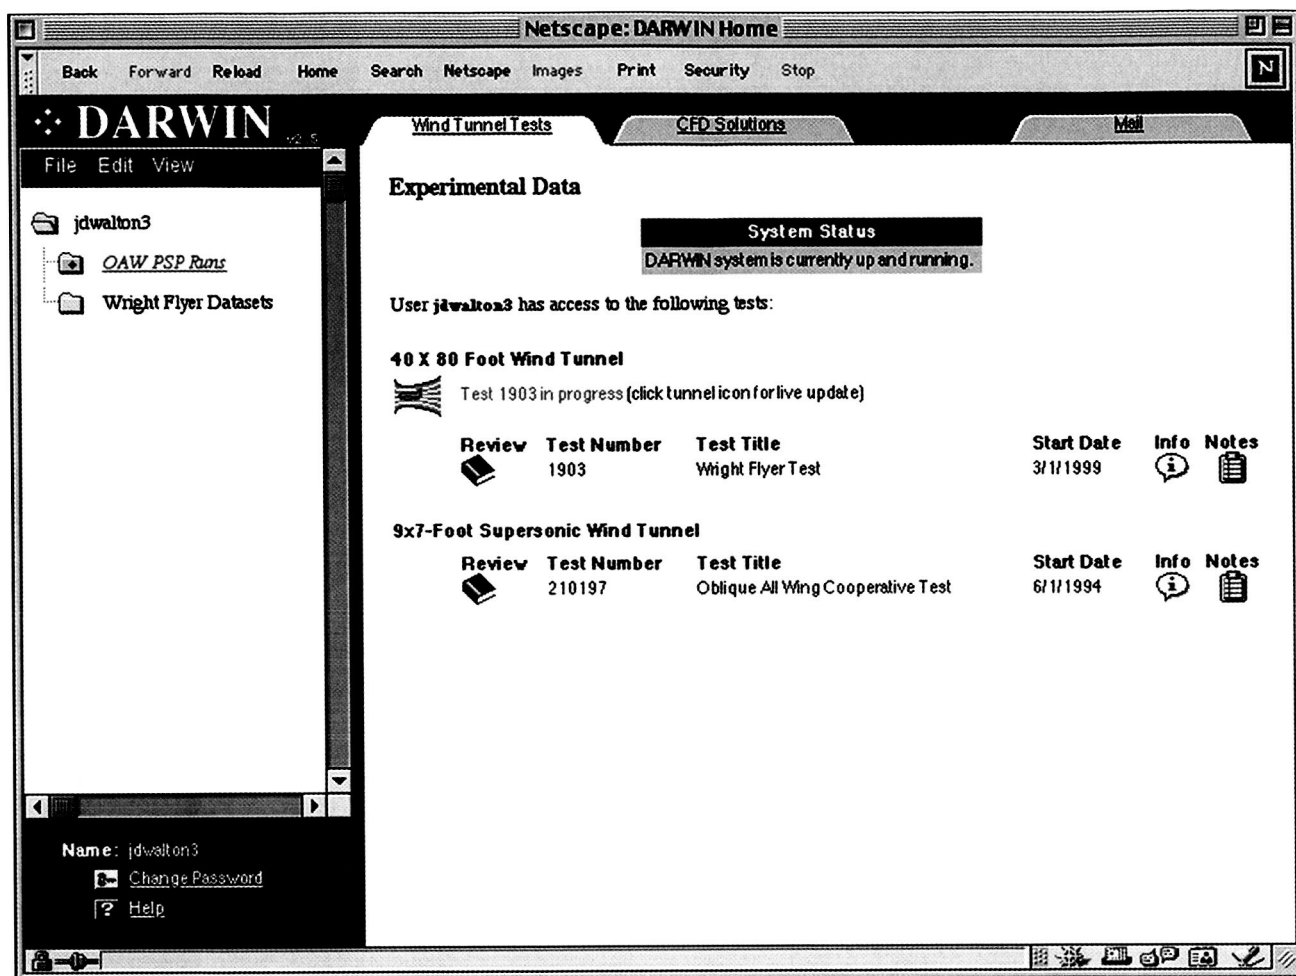 Netscape: DARWIN Home
Back Forward Reload Home Search Netscape Images Print Security Stop
N
DARWIN v2.5
Wind Tunnel Tests CFD Solutions Mail
File Edit View
jdwalton3
OAW PSP Runs
Wright Flyer Datasets
Experimental Data
System Status
DARWIN system is currently up and running.
User jdwalton3 has access to the following tests:
40 X 80 Foot Wind Tunnel
Test 1903 in progress (click tunnel icon for live update)
Review Test Number Test Title Start Date Info Notes
1903 Wright Flyer Test 3/1/1999
9x7-Foot Supersonic Wind Tunnel
Review Test Number Test Title Start Date Info Notes
210197 Oblique All Wing Cooperative Test 6/1/1994
Name: jdwalton3
Change Password
? Help